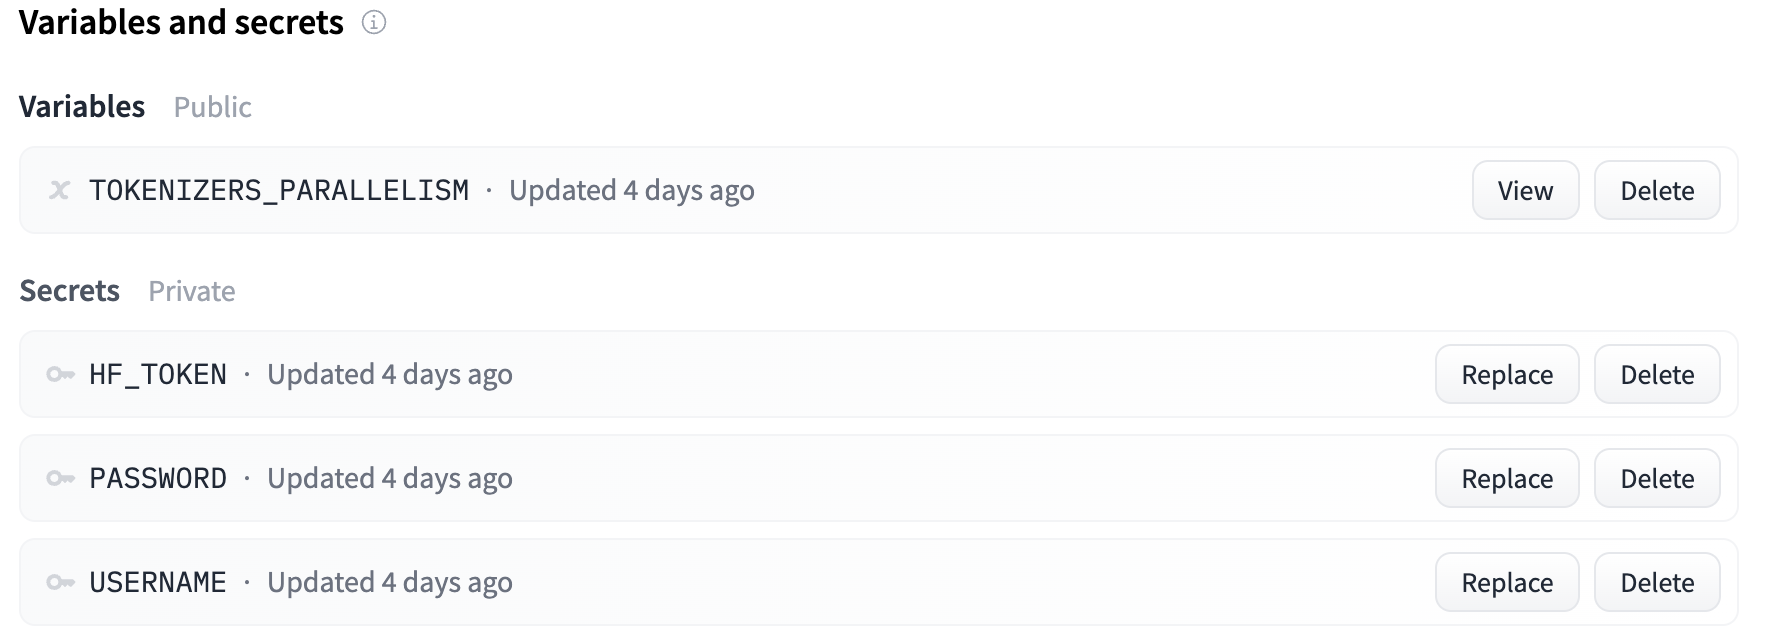 Variables and secrets
Variables Public
TOKENIZERS_PARALLELISM · Updated 4 days ago View Delete
Secrets Private
HF_TOKEN · Updated 4 days ago Replace Delete
PASSWORD · Updated 4 days ago Replace Delete
USERNAME · Updated 4 days ago Replace Delete